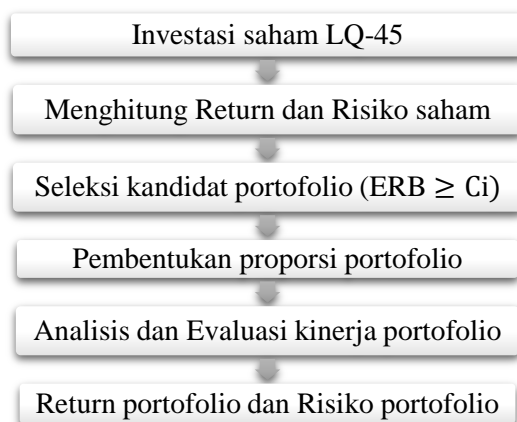 Investasi saham LQ-45
Menghitung Return dan Risiko saham
Seleksi kandidat portofolio (ERB ≥ Ci)
Pembentukan proporsi portofolio
Analisis dan Evaluasi kinerja portofolio
Return portofolio dan Risiko portofolio